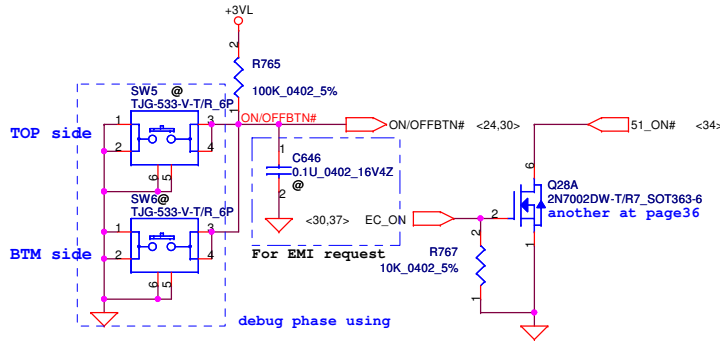 +3VL
2
R765
100K_0402_5%
1
SW5 @
TJG-533-V-T/R_6P
TOP side
1
3
2
4
6
5
ON/OFFBTN#
ON/OFFBTN# <24,30>
51_ON# <34>
1
C646
0.1U_0402_16V4Z
@
2
<30,37>
For EMI request
SW6@
TJG-533-V-T/R_6P
BTM side
1
3
2
4
6
5
debug phase using
EC_ON
2
6
Q28A
2N7002DW-T/R7_SOT363-6
another at page36
1
2
R767
10K_0402_5%
1